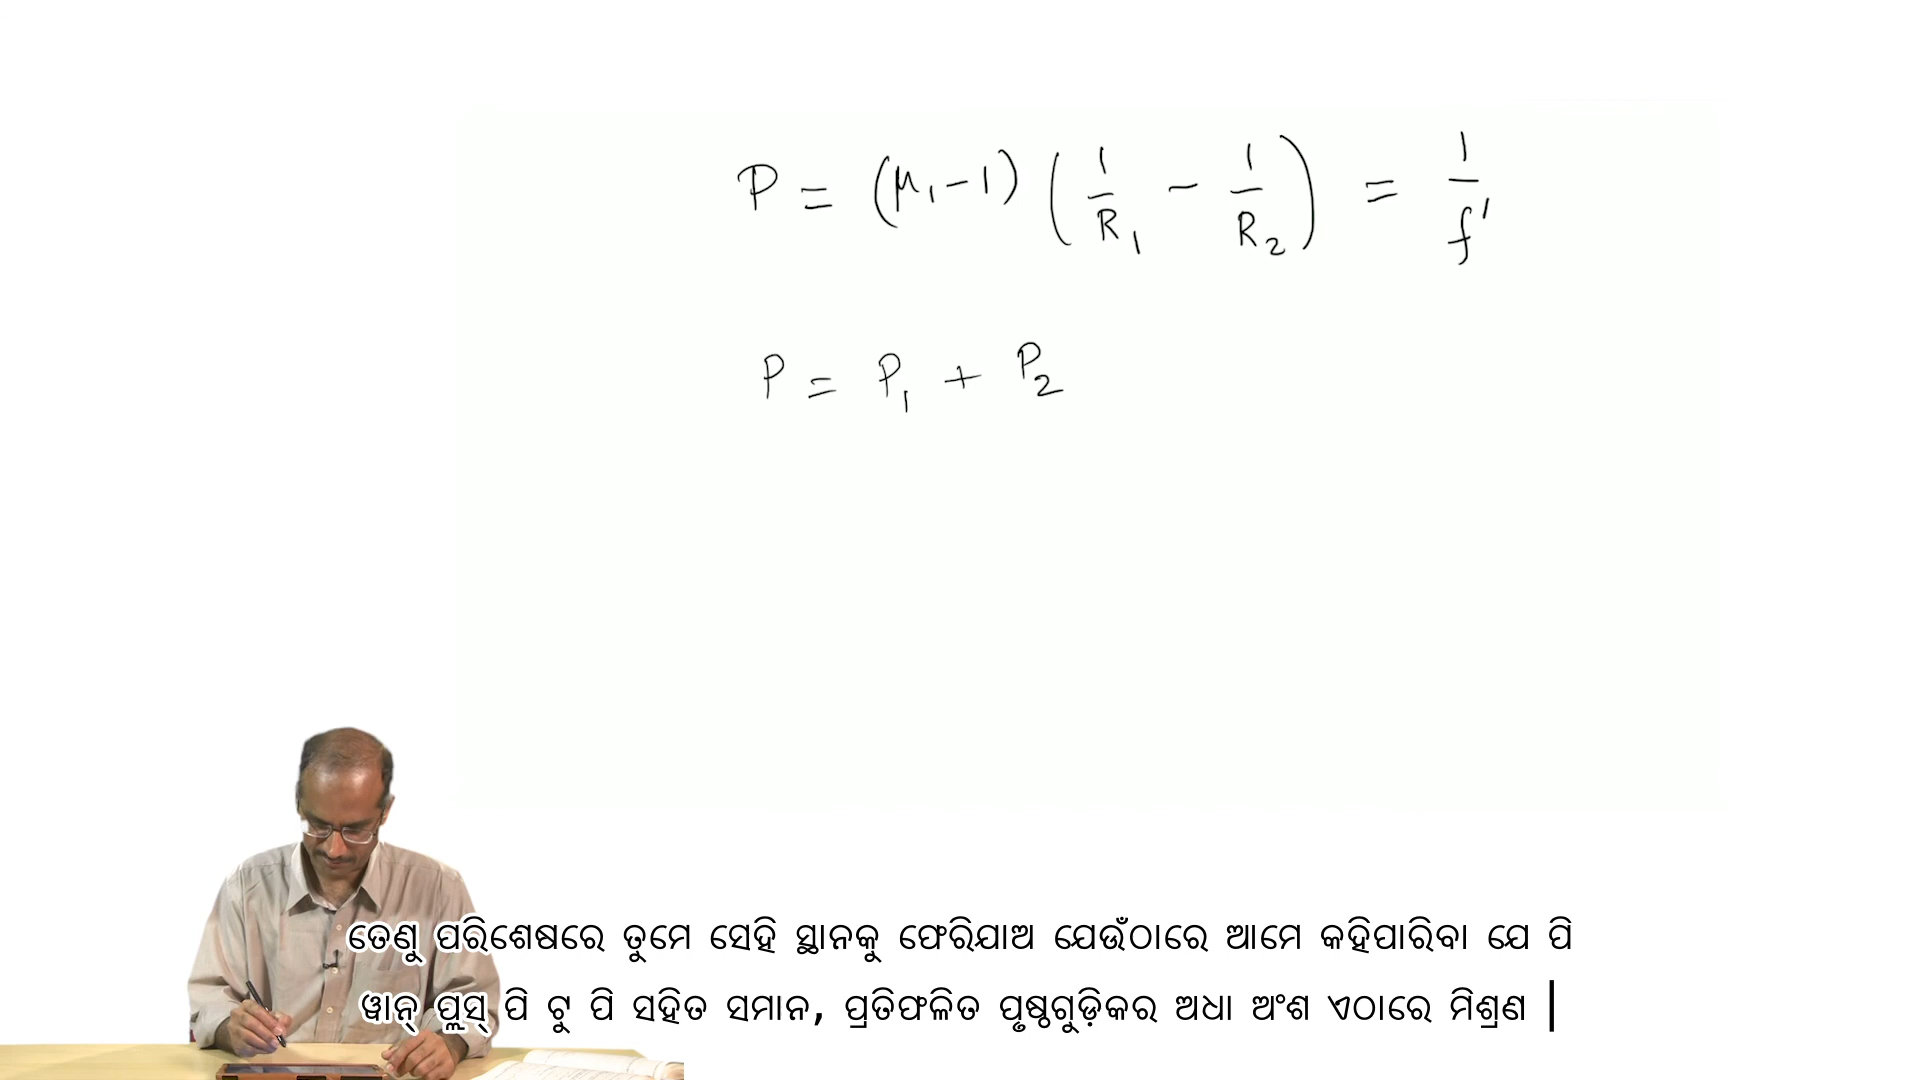 P = (μ₁-1) (1/R₁ - 1/R₂) = 1/f'
P = P₁ + P₂
ତେଣୁ ପରିଶେଷରେ ତୁମେ ସେହି ସ୍ଥାନକୁ ଫେରିଯାଅ ଯେଉଁଠାରେ ଆମେ କହିପାରିବା ଯେ ପି
ୱାନ୍ ପ୍ଲସ୍ ପି ଟୁ ପି ସହିତ ସମାନ, ପ୍ରତିଫଳିତ ପୃଷ୍ଠଗୁଡ଼ିକର ଅଧା ଅଂଶ ଏଠାରେ ମିଶ୍ରଣ |